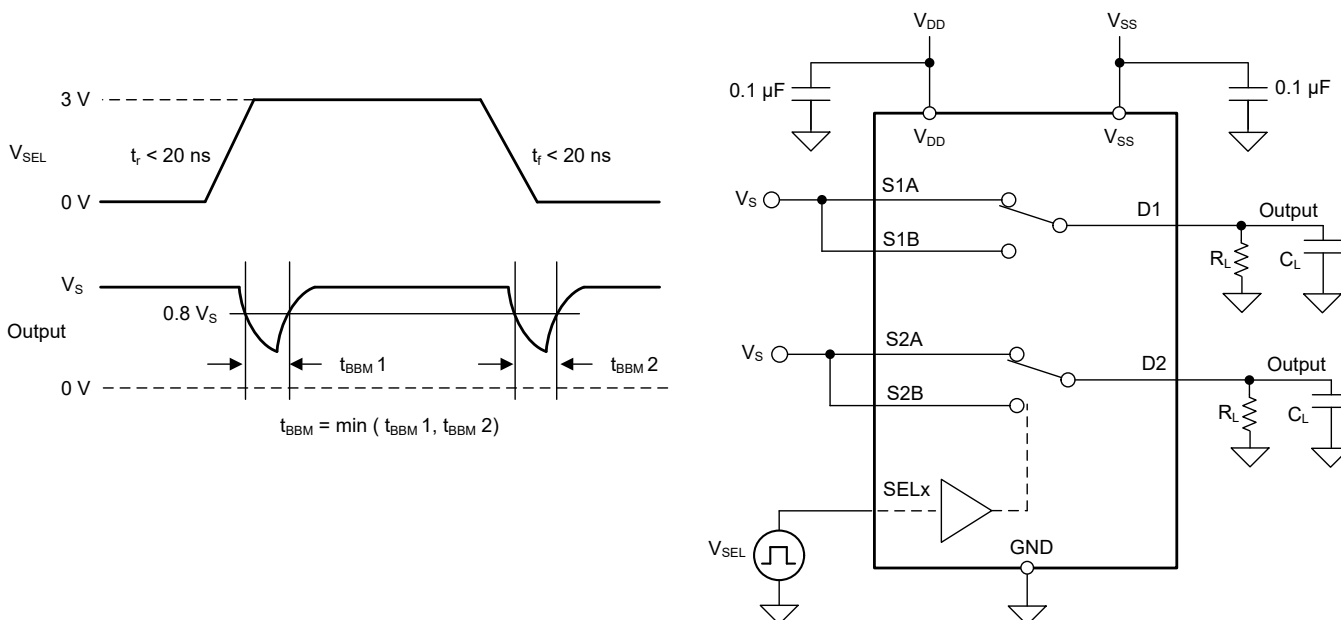 3 V
V_SEL
t_r < 20 ns
t_f < 20 ns
0 V
V_S
0.8 V_S
Output
t_BBM 1
t_BBM 2
0 V
t_BBM = min ( t_BBM 1, t_BBM 2)
V_DD
V_SS
0.1 µF
0.1 µF
V_DD
V_SS
V_S
S1A
D1
Output
S1B
R_L
C_L
V_S
S2A
D2
Output
S2B
R_L
C_L
SELx
V_SEL
GND